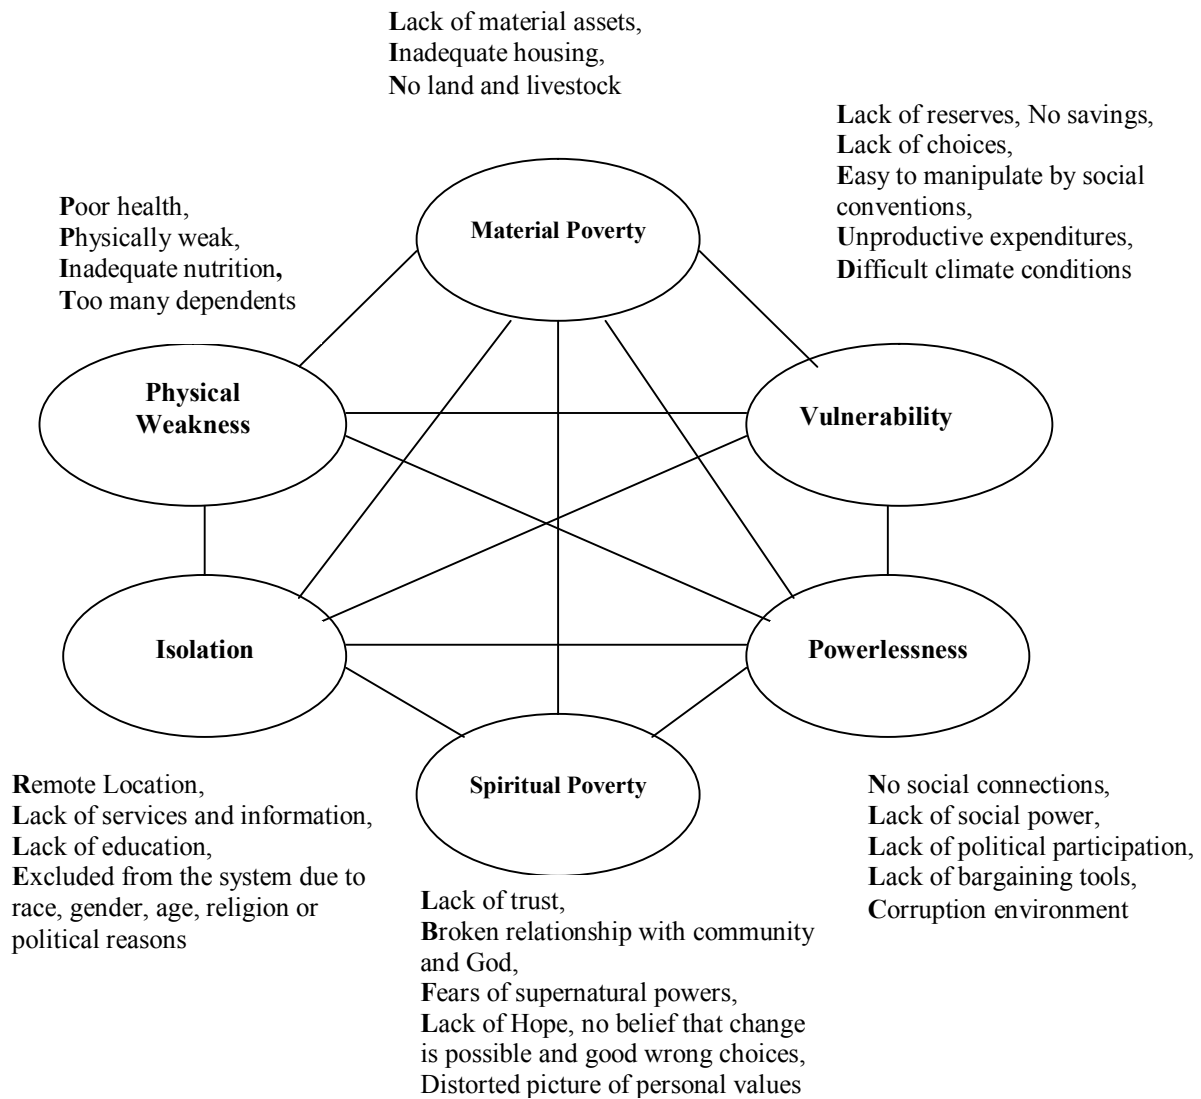 Lack of material assets,
Inadequate housing,
No land and livestock
Lack of reserves, No savings,
Lack of choices,
Easy to manipulate by social
conventions,
Unproductive expenditures,
Difficult climate conditions
Poor health,
Physically weak,
Inadequate nutrition,
Too many dependents
Material Poverty
Physical
Weakness
Vulnerability
Isolation
Powerlessness
Spiritual Poverty
Remote Location,
Lack of services and information,
Lack of education,
Excluded from the system due to
race, gender, age, religion or
political reasons
No social connections,
Lack of social power,
Lack of political participation,
Lack of bargaining tools,
Corruption environment
Lack of trust,
Broken relationship with community
and God,
Fears of supernatural powers,
Lack of Hope, no belief that change
is possible and good wrong choices,
Distorted picture of personal values